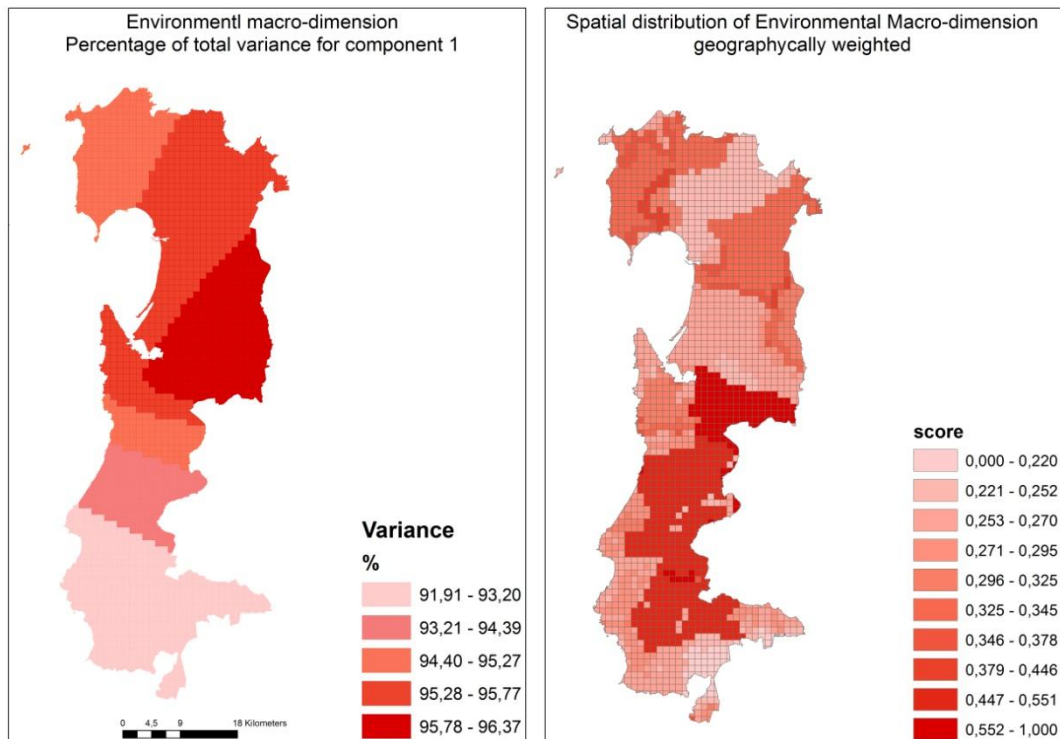 Environmentl macro-dimension
Percentage of total variance for component 1
Variance
%
91,91 - 93,20
93,21 - 94,39
94,40 - 95,27
95,28 - 95,77
95,78 - 96,37
0 4,5 9 18 Kilometers
Spatial distribution of Environmental Macro-dimension
geographycally weighted
score
0,000 - 0,220
0,221 - 0,252
0,253 - 0,270
0,271 - 0,295
0,296 - 0,325
0,325 - 0,345
0,346 - 0,378
0,379 - 0,446
0,447 - 0,551
0,552 - 1,000